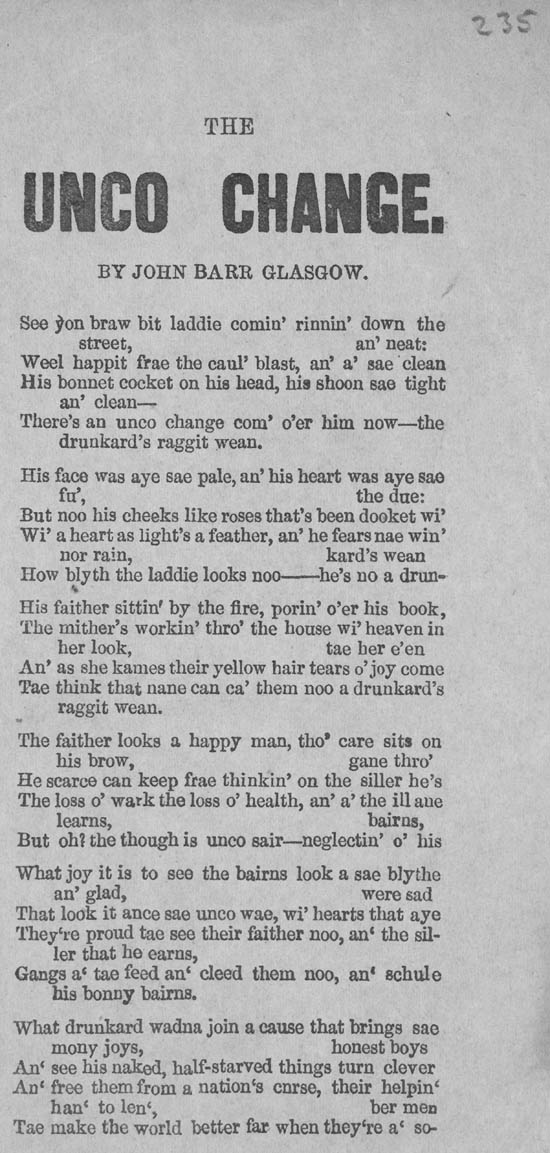 235
THE
UNCO CHANGE.
BY JOHN BARR GLASGOW.
See yon braw bit laddie comin' rinnin' down the
street, an' neat:
Weel happit frae the caul' blast, an' a' sae clean
His bonnet cocket on his head, his shoon sae tight
an' clean—
There's an unco change com' o'er him now—the
drunkard's raggit wean.
His face was aye sae pale, an' his heart was aye sae
fu', the due:
But noo his cheeks like roses that's been dooket wi'
Wi' a heart as light's a feather, an' he fears nae win'
nor rain, kard's wean
How blyth the laddie looks noo——he's no a drun-
His faither sittin' by the fire, porin' o'er his book,
The mither's workin' thro' the house wi' heaven in
her look, tae her e'en
An' as she kames their yellow hair tears o' joy come
Tae think that nane can ca' them noo a drunkard's
raggit wean.
The faither looks a happy man, tho' care sits on
his brow, gane thro'
He scarce can keep frae thinkin' on the siller he's
The loss o' wark the loss o' health, an' a' the ill ane
learns, bairns,
But oh? the though is unco sair—neglectin' o' his
What joy it is to see the bairns look a sae blythe
an' glad, were sad
That look it ance sae unco wae, wi' hearts that aye
They're proud tae see their faither noo, an' the sil-
ler that he earns,
Gangs a' tae feed an' cleed them noo, an' schule
his bonny bairns.
What drunkard wadna join a cause that brings sae
mony joys, honest boys
An' see his naked, half-starved things turn clever
An' free them from a nation's cnrse, their helpin'
han' to len', ber men
Tae make the world better far when they're a' so-